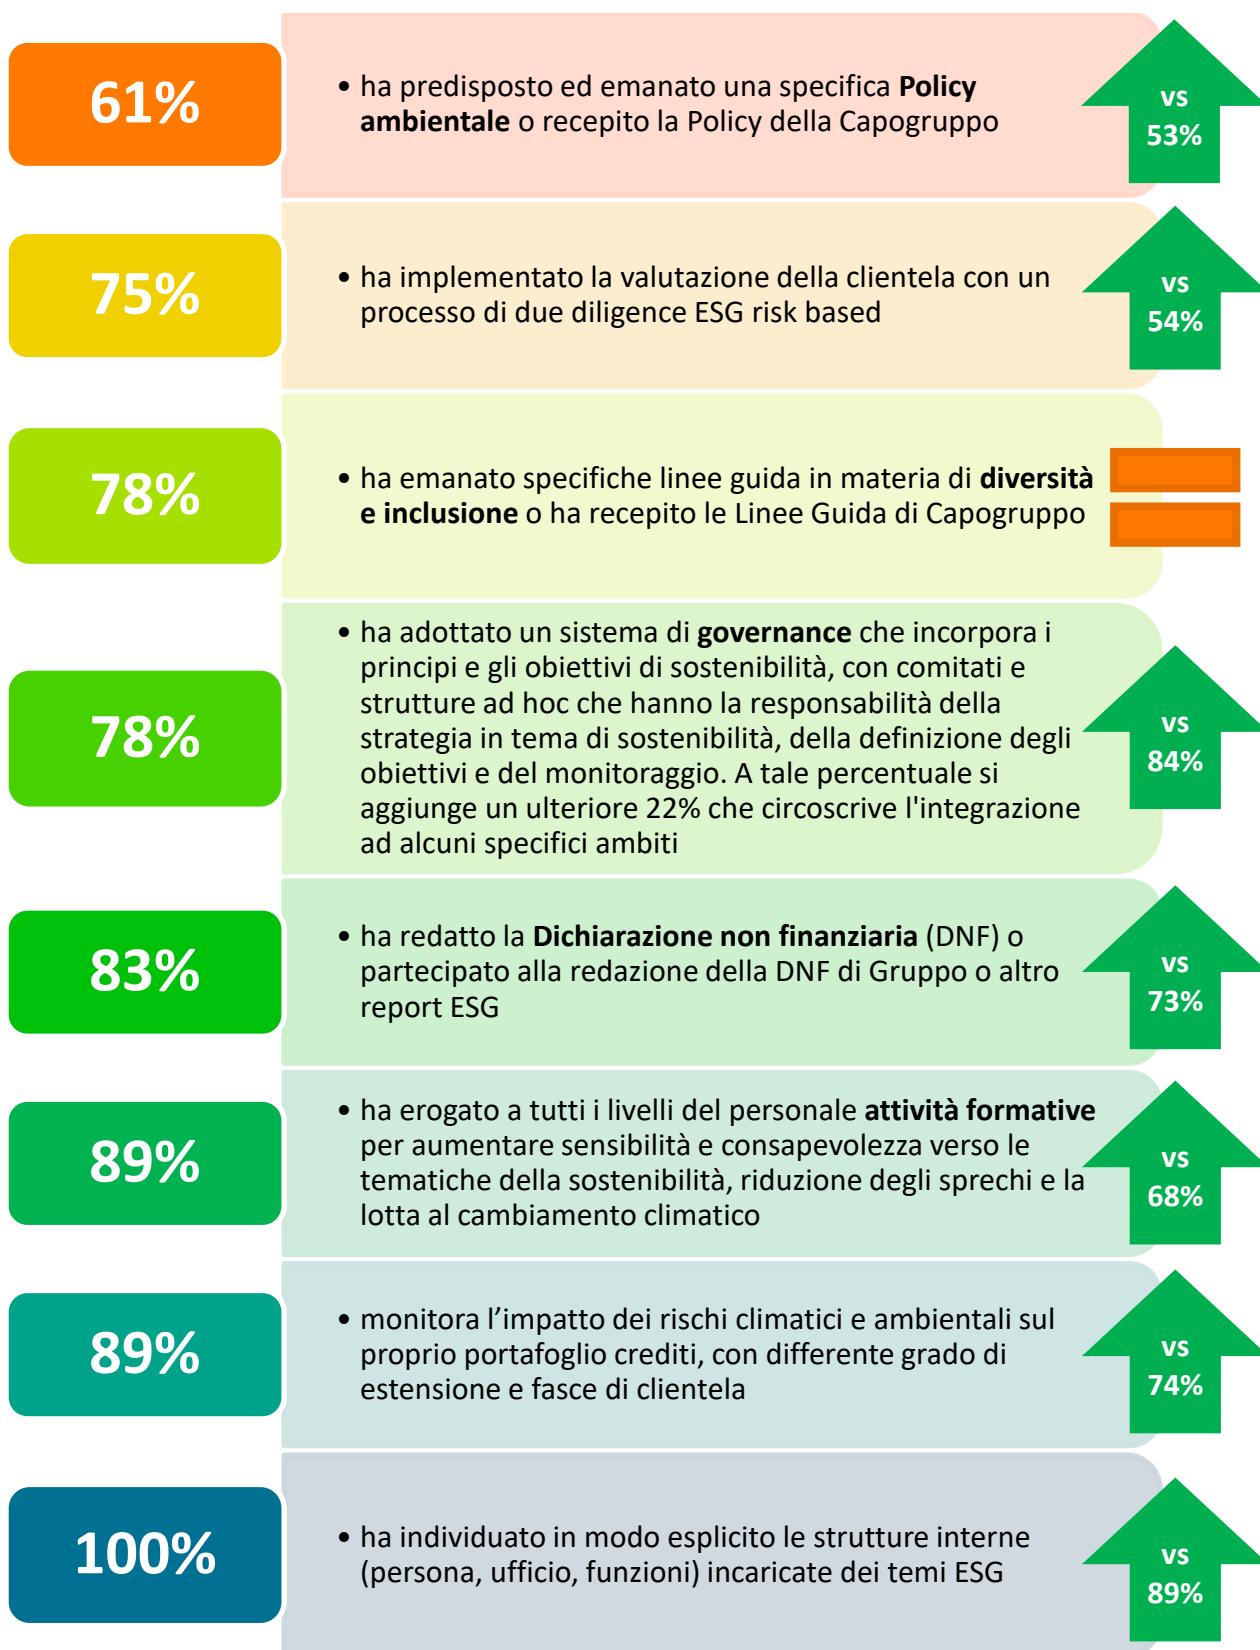 61%
• ha predisposto ed emanato una specifica Policy
ambientale o recepito la Policy della Capogruppo
vs
53%
75%
• ha implementato la valutazione della clientela con un
processo di due diligence ESG risk based
vs
54%
78%
• ha emanato specifiche linee guida in materia di diversità
e inclusione o ha recepito le Linee Guida di Capogruppo
78%
• ha adottato un sistema di governance che incorpora i
principi e gli obiettivi di sostenibilità, con comitati e
strutture ad hoc che hanno la responsabilità della
strategia in tema di sostenibilità, della definizione degli
obiettivi e del monitoraggio. A tale percentuale si
aggiunge un ulteriore 22% che circoscrive l'integrazione
ad alcuni specifici ambiti
vs
84%
83%
• ha redatto la Dichiarazione non finanziaria (DNF) o
partecipato alla redazione della DNF di Gruppo o altro
report ESG
vs
73%
89%
• ha erogato a tutti i livelli del personale attività formative
per aumentare sensibilità e consapevolezza verso le
tematiche della sostenibilità, riduzione degli sprechi e la
lotta al cambiamento climatico
vs
68%
89%
• monitora l’impatto dei rischi climatici e ambientali sul
proprio portafoglio crediti, con differente grado di
estensione e fasce di clientela
vs
74%
100%
• ha individuato in modo esplicito le strutture interne
(persona, ufficio, funzioni) incaricate dei temi ESG
vs
89%